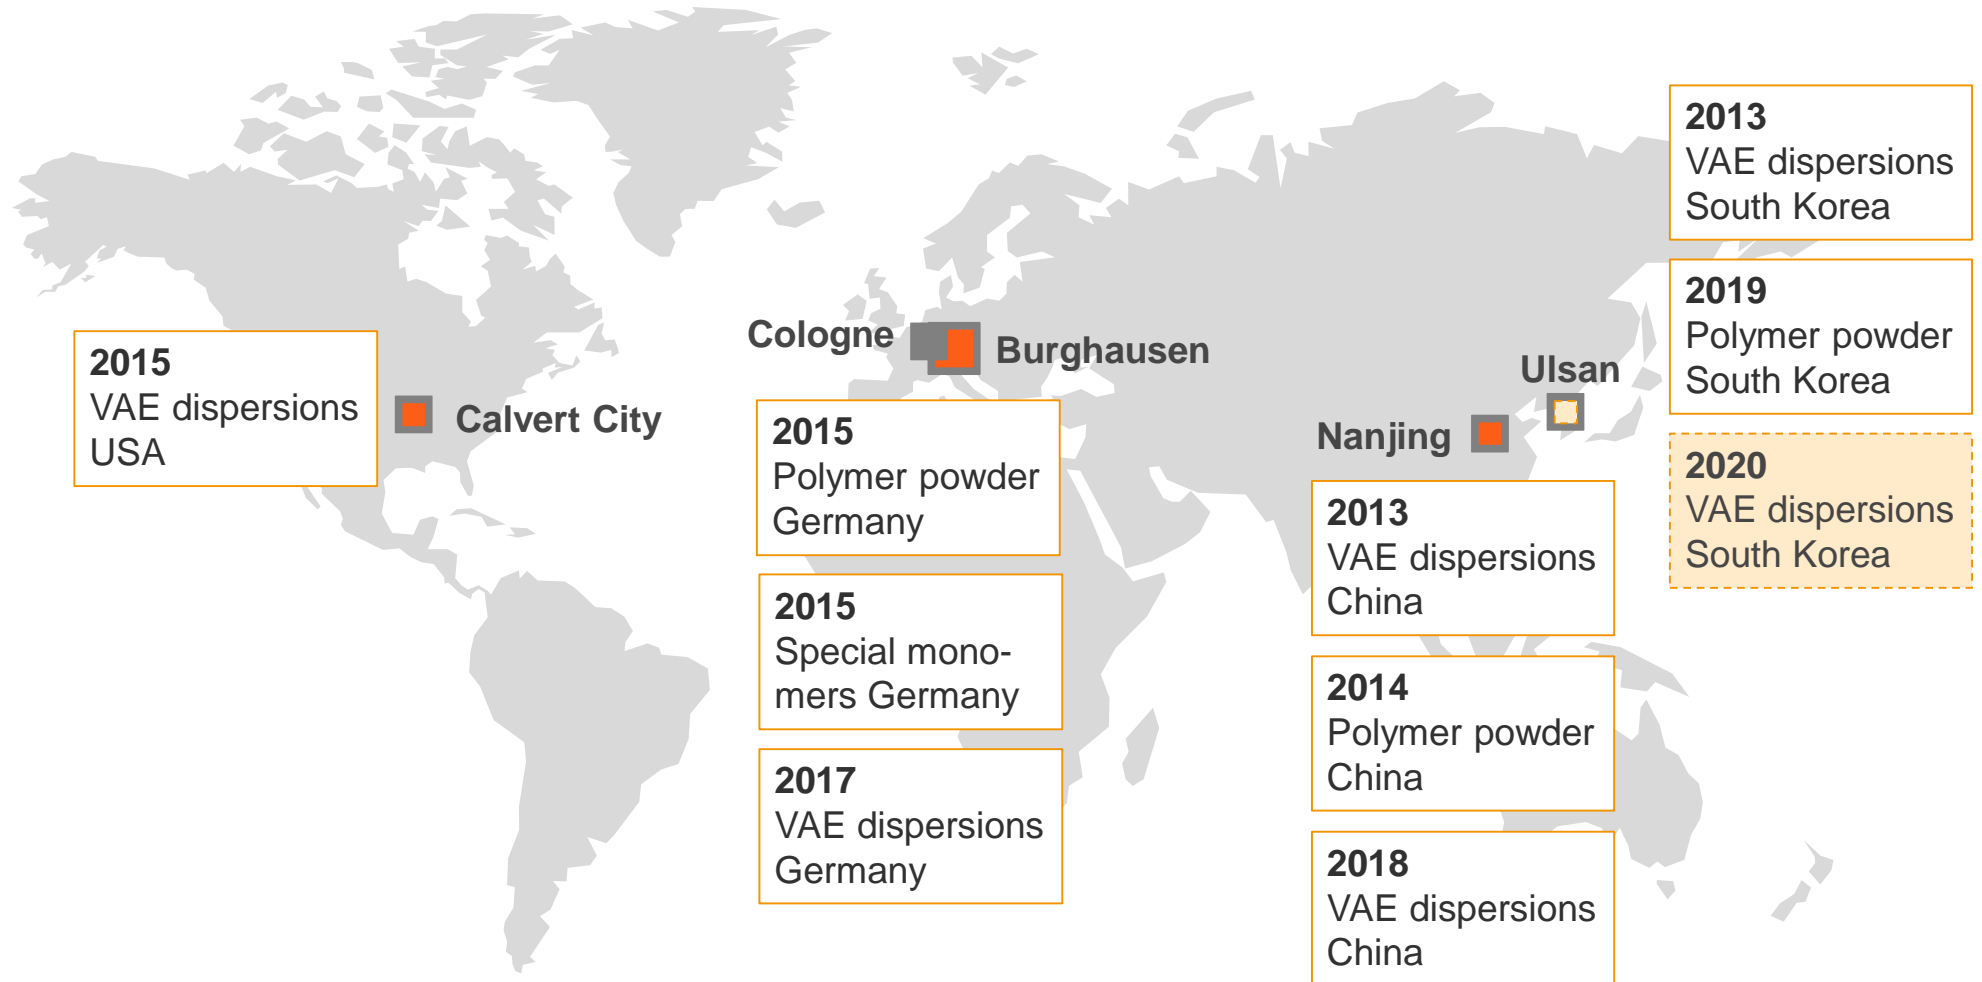 2015
VAE dispersions
USA
Calvert City
Cologne
Burghausen
2015
Polymer powder
Germany
2015
Special mono-
mers Germany
2017
VAE dispersions
Germany
Nanjing
2013
VAE dispersions
China
2014
Polymer powder
China
2018
VAE dispersions
China
Ulsan
2013
VAE dispersions
South Korea
2019
Polymer powder
South Korea
2020
VAE dispersions
South Korea